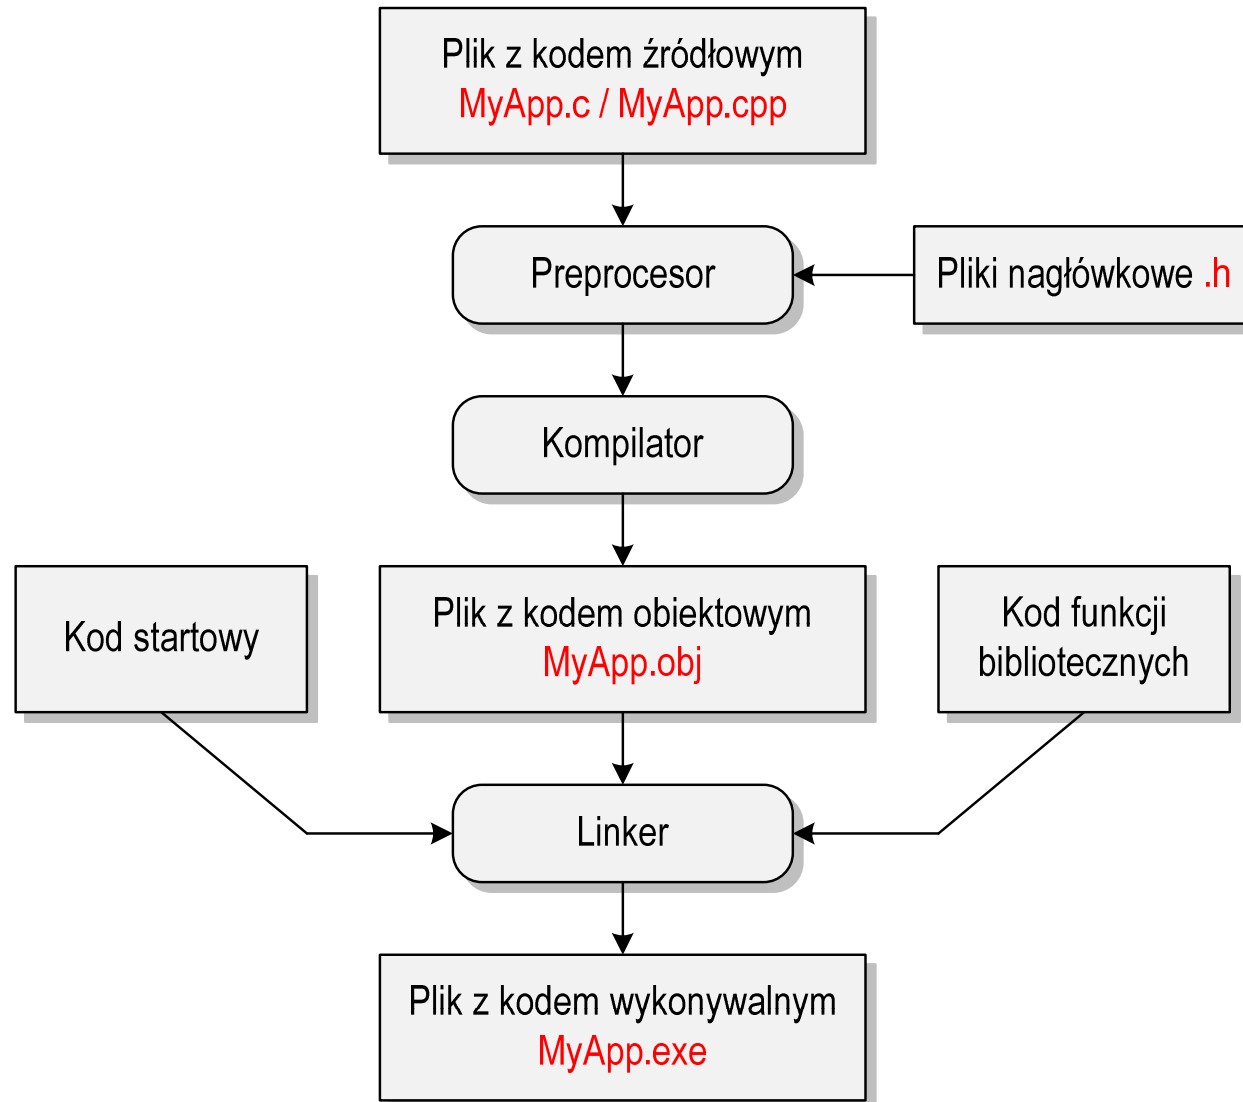 Plik z kodem źródłowym
MyApp.c / MyApp.cpp
Preprocesor
Pliki nagłówkowe .h
Kompilator
Kod startowy
Plik z kodem obiektowym
MyApp.obj
Kod funkcji
bibliotecznych
Linker
Plik z kodem wykonywalnym
MyApp.exe